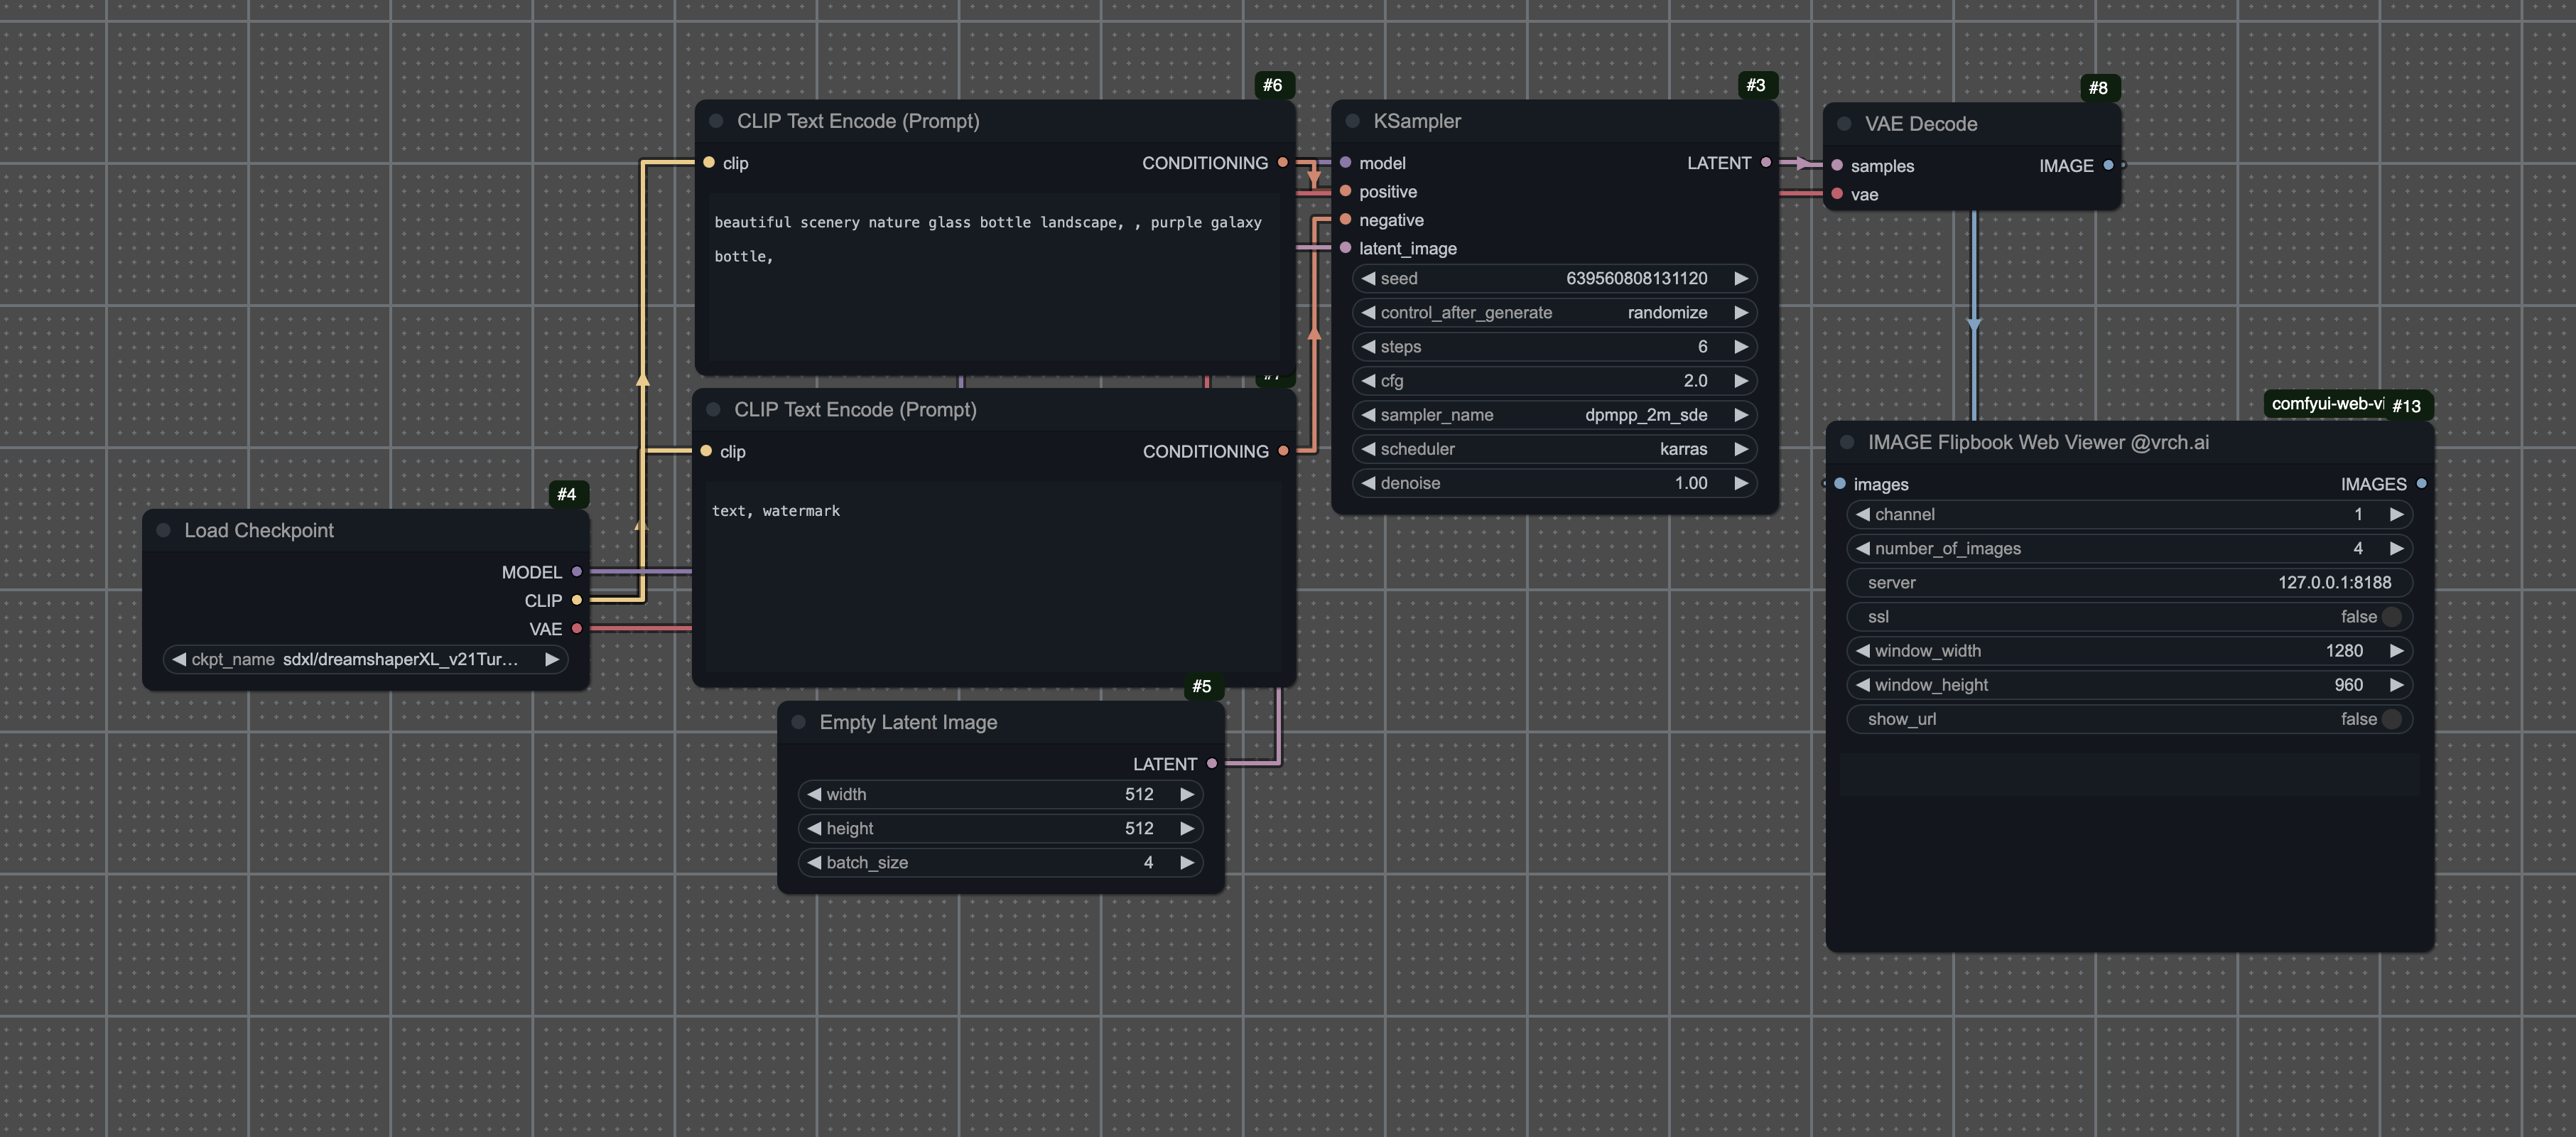 #6
CLIP Text Encode (Prompt)
clip CONDITIONING
beautiful scenery nature glass bottle landscape, , purple galaxy
bottle,
#7
CLIP Text Encode (Prompt)
clip CONDITIONING
text, watermark
#4
Load Checkpoint
MODEL
CLIP
VAE
ckpt_name sdxl/dreamshaperXL_v21Tur...
#5
Empty Latent Image
LATENT
width 512
height 512
batch_size 4
#3
KSampler
model LATENT
positive
negative
latent_image
seed 639560808131120
control_after_generate randomize
steps 6
cfg 2.0
sampler_name dpmpp_2m_sde
scheduler karras
denoise 1.00
#8
VAE Decode
samples IMAGE
vae
comfyui-web-vi #13
IMAGE Flipbook Web Viewer @vrch.ai
images IMAGES
channel 1
number_of_images 4
server 127.0.0.1:8188
ssl false
window_width 1280
window_height 960
show_url false